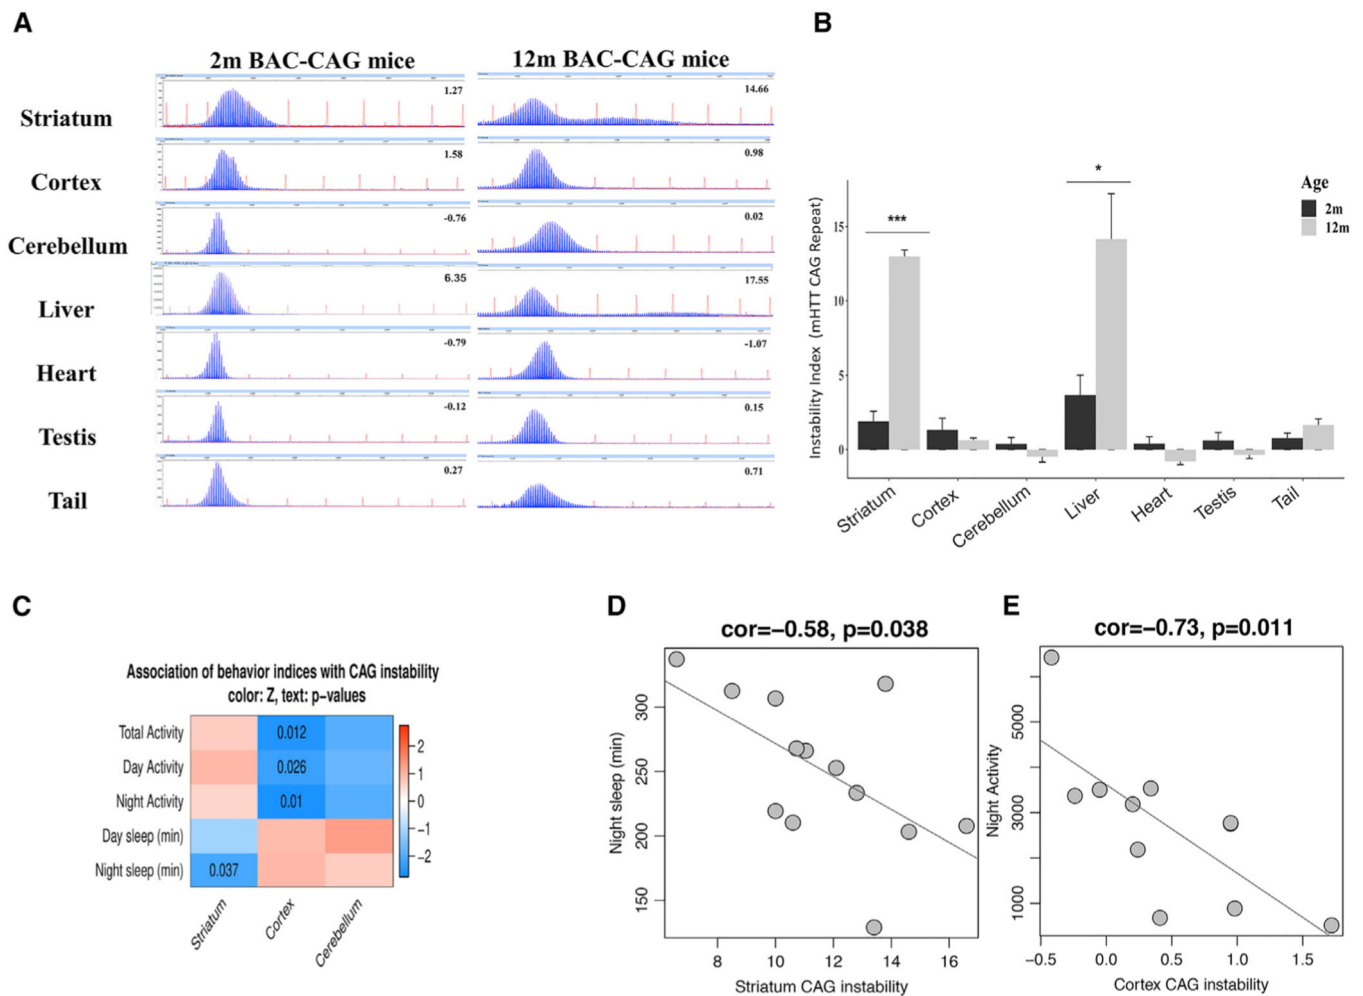 A
2m BAC-CAG mice
12m BAC-CAG mice
Striatum
1.27
14.66
Cortex
1.58
0.98
Cerebellum
-0.76
0.02
Liver
6.35
17.55
Heart
-0.79
-1.07
Testis
-0.12
0.15
Tail
0.27
0.71
B
Instability Index (mHTT CAG Repeat)
15
10
5
0
***
*
Age
2m
12m
Striatum
Cortex
Cerebellum
Liver
Heart
Testis
Tail
C
Association of behavior indices with CAG instability
color: Z, text: p-values
Total Activity
0.012
Day Activity
0.026
Night Activity
0.01
Day sleep (min)
Night sleep (min)
0.037
2
1
0
−1
−2
Striatum
Cortex
Cerebellum
D
cor=−0.58, p=0.038
Night sleep (min)
300
250
200
150
8
10
12
14
16
Striatum CAG instability
E
cor=−0.73, p=0.011
Night Activity
5000
3000
1000
−0.5
0.0
0.5
1.0
1.5
Cortex CAG instability